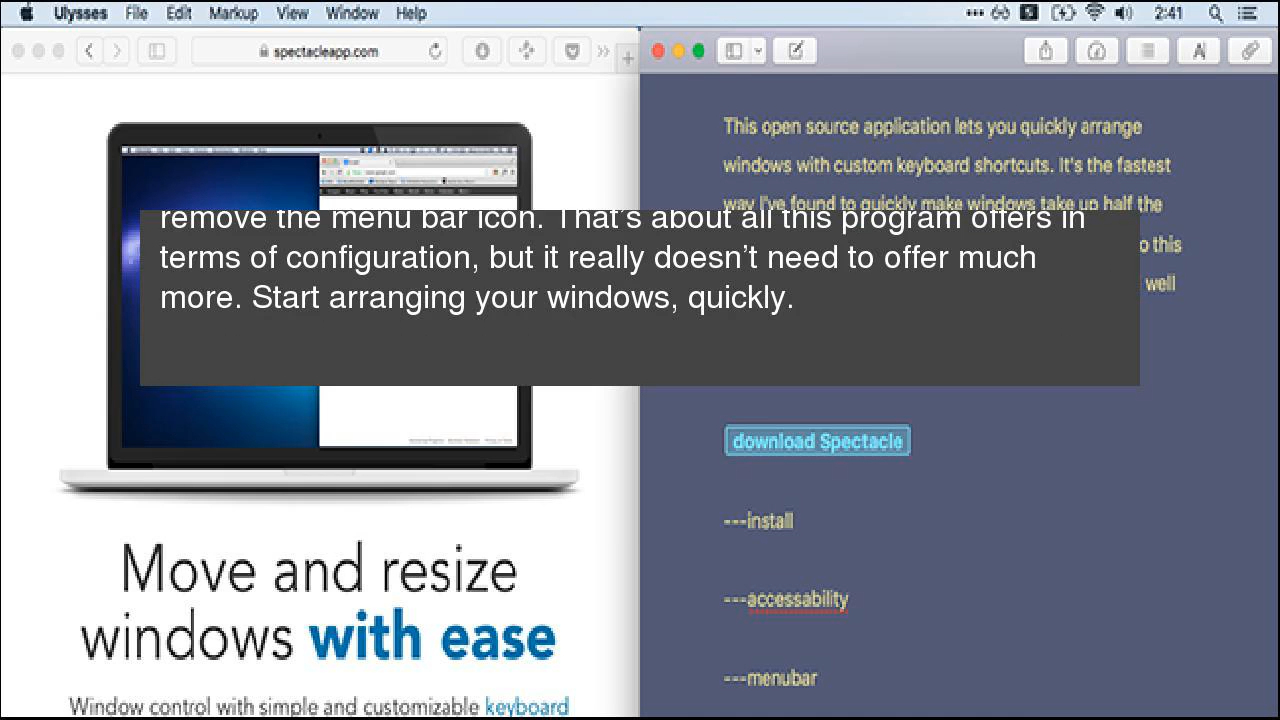 Ulysses File Edit Markup View Window Help
2:41
spectacleapp.com
This open source application lets you quickly arrange
windows with custom keyboard shortcuts. It's the fastest
way I've found to quickly make windows take up half the
o this
well
remove the menu bar icon. That’s about all this program offers in
terms of configuration, but it really doesn’t need to offer much
more. Start arranging your windows, quickly.
download Spectacle
---install
---accessability
---menubar
Move and resize
windows with ease
Window control with simple and customizable keyboard